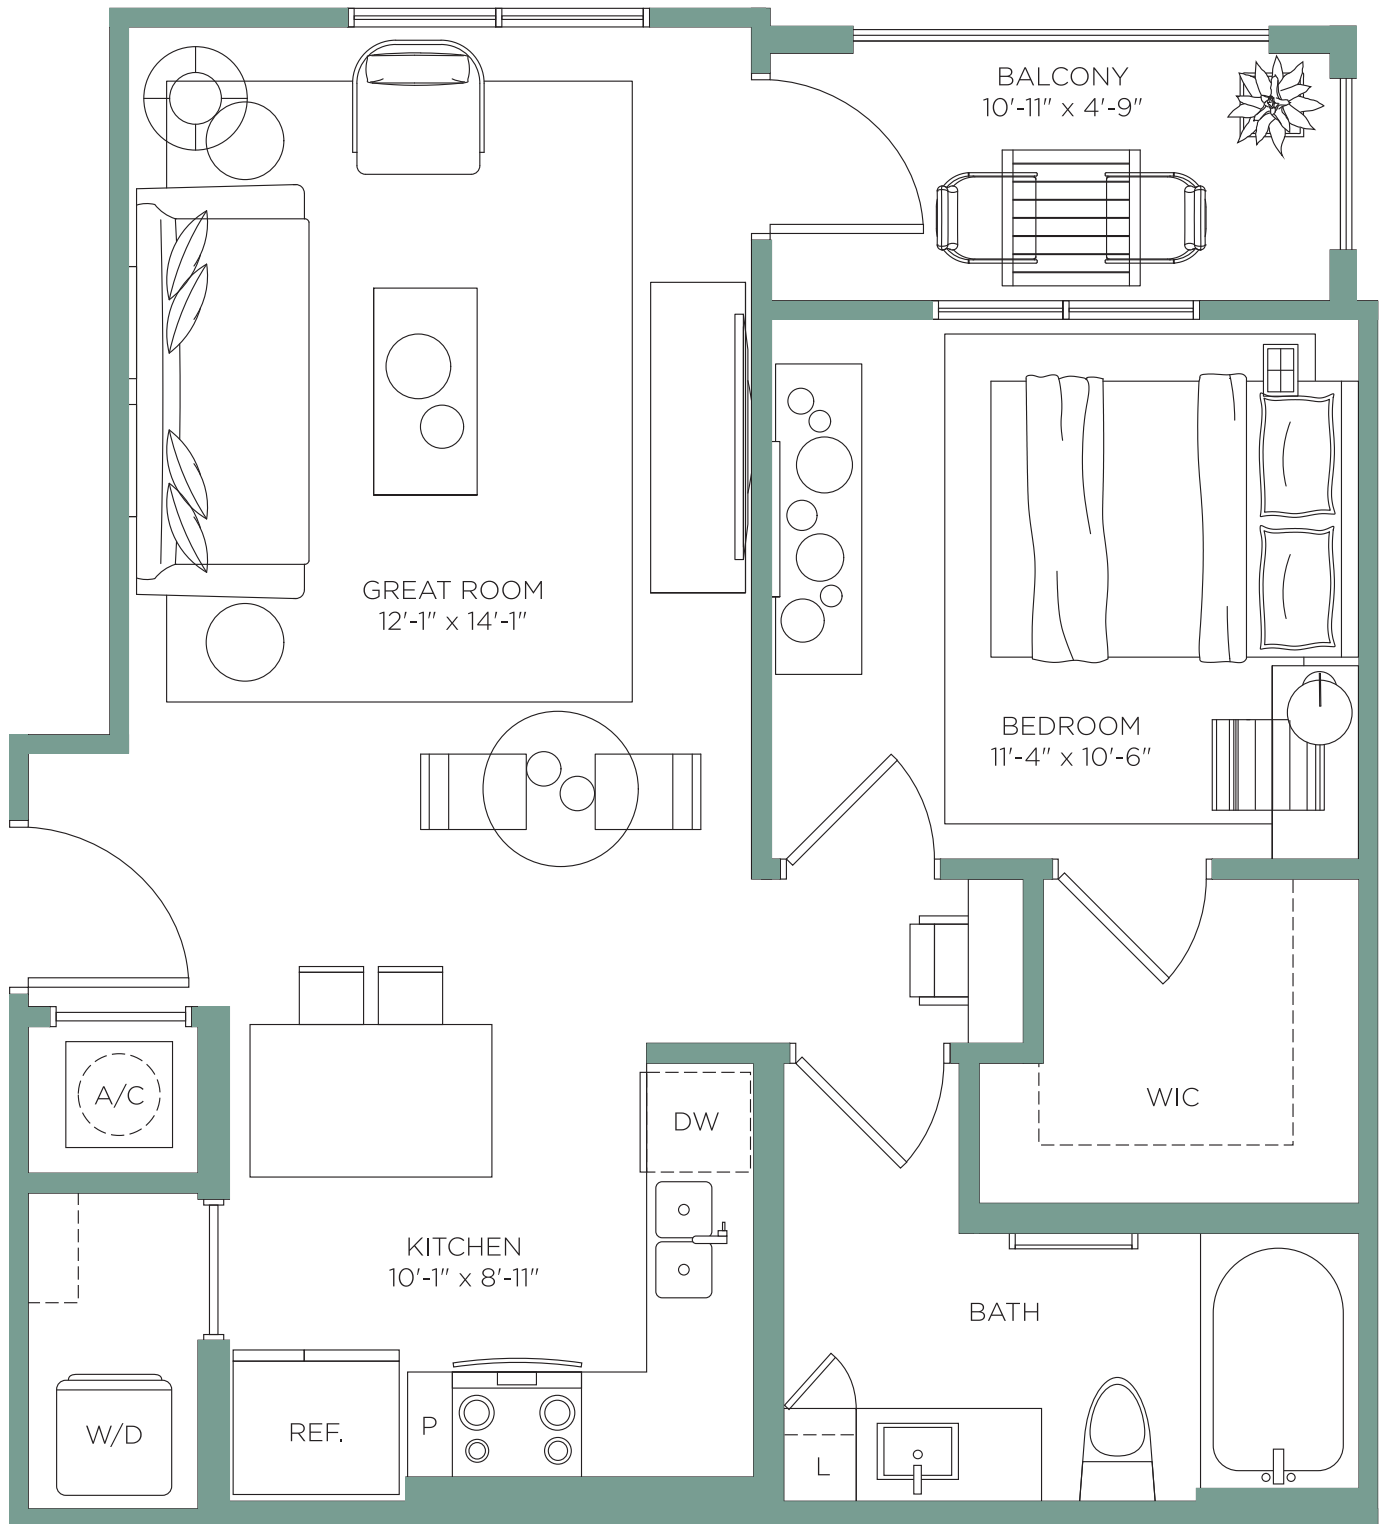 BALCONY
10'-11" x 4'-9"
GREAT ROOM
12'-1" x 14'-1"
BEDROOM
11'-4" x 10'-6"
A/C
DW
WIC
KITCHEN
10'-1" x 8'-11"
BATH
W/D
REF.
P
L